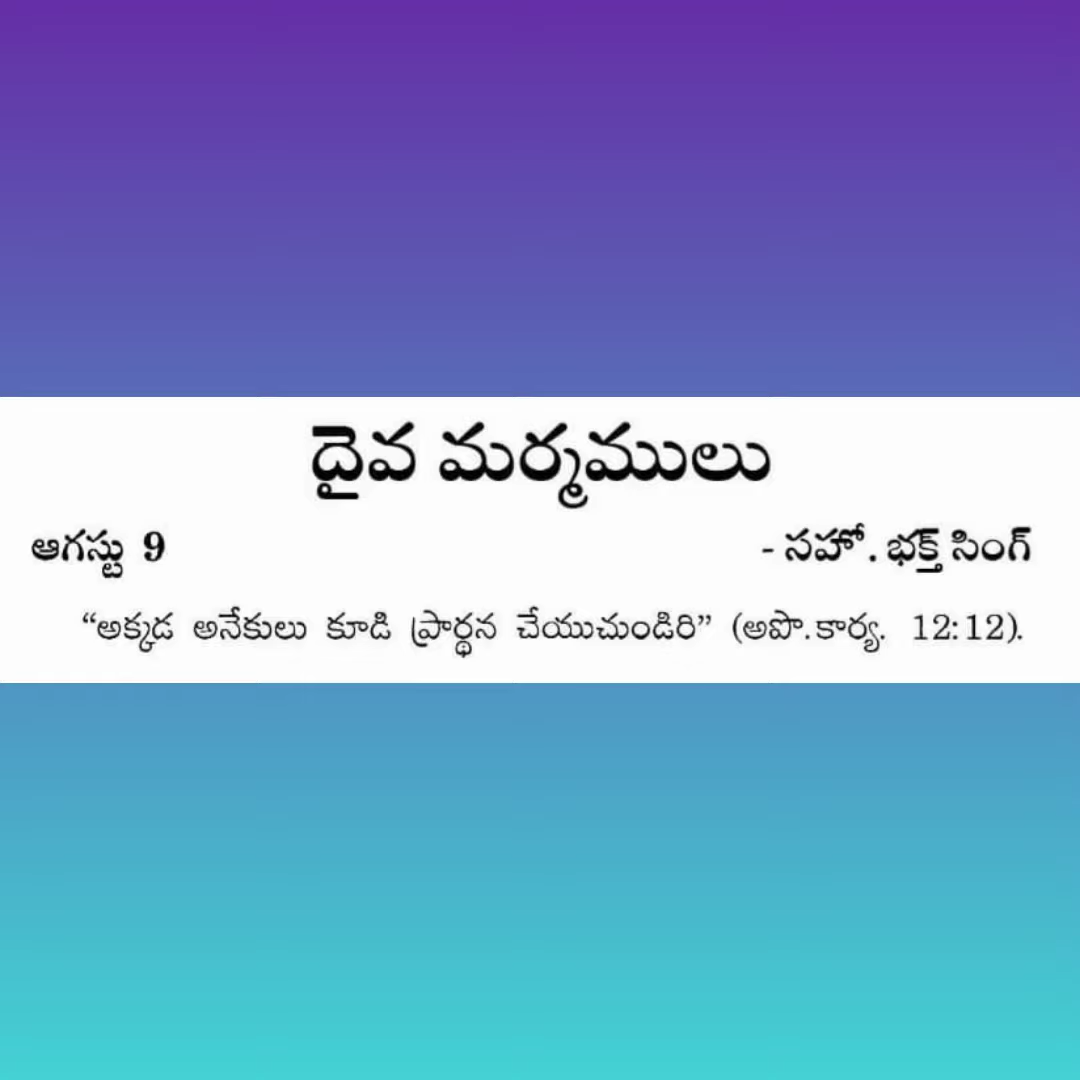 దైవ మర్మములు
ఆగస్టు 9 - సహో. భక్త్ సింగ్
“అక్కడ అనేకులు కూడి ప్రార్థన చేయుచుండిరి” (అపొ.కార్య. 12:12).